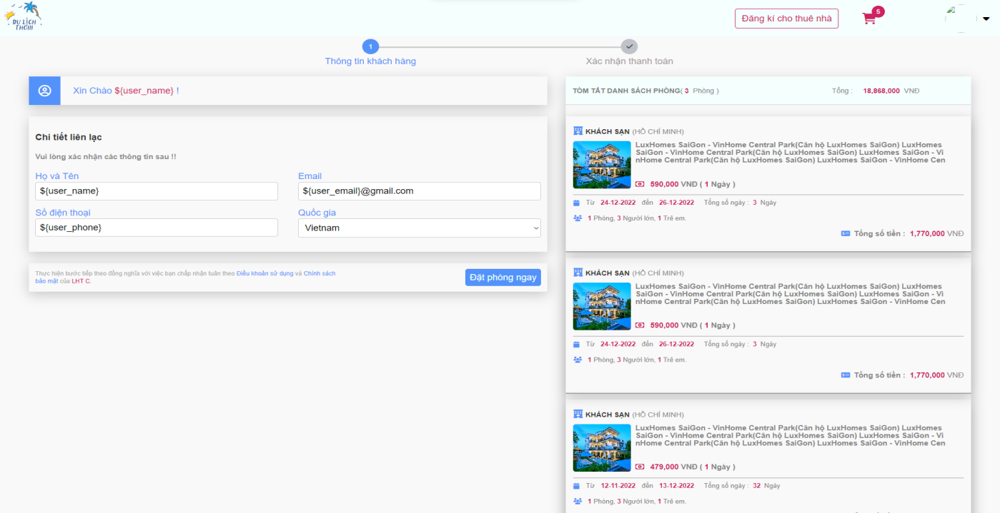 DU LỊCH
THÔI!
Đăng kí cho thuê nhà
5
1
Thông tin khách hàng
Xác nhận thanh toán
Xin Chào ${user_name} !
Chi tiết liên lạc
Vui lòng xác nhận các thông tin sau !!
Họ và Tên
Email
${user_name}
${user_email}@gmail.com
Số điện thoại
Quốc gia
${user_phone}
Vietnam
Thực hiện bước tiếp theo đồng nghĩa với việc bạn chấp nhận tuân theo Điều khoản sử dụng và Chính sách
bảo mật của LHT C.
Đặt phòng ngay
TÓM TẮT DANH SÁCH PHÒNG( 3 Phòng )
Tổng : 18,868,000 VNĐ
KHÁCH SẠN (HỒ CHÍ MINH)
LuxHomes SaiGon - VinHome Central Park(Căn hộ LuxHomes SaiGon) LuxHomes
SaiGon - VinHome Central Park(Căn hộ LuxHomes SaiGon) LuxHomes SaiGon - Vi
nHome Central Park(Căn hộ LuxHomes SaiGon) LuxHomes SaiGon - VinHome Cen
590,000 VNĐ ( 1 Ngày )
Từ 24-12-2022 đến 26-12-2022 Tổng số ngày : 3 Ngày
1 Phòng, 3 Người lớn, 1 Trẻ em.
Tổng số tiền : 1,770,000 VNĐ
KHÁCH SẠN (HỒ CHÍ MINH)
LuxHomes SaiGon - VinHome Central Park(Căn hộ LuxHomes SaiGon) LuxHomes
SaiGon - VinHome Central Park(Căn hộ LuxHomes SaiGon) LuxHomes SaiGon - Vi
nHome Central Park(Căn hộ LuxHomes SaiGon) LuxHomes SaiGon - VinHome Cen
590,000 VNĐ ( 1 Ngày )
Từ 24-12-2022 đến 26-12-2022 Tổng số ngày : 3 Ngày
1 Phòng, 3 Người lớn, 1 Trẻ em.
Tổng số tiền : 1,770,000 VNĐ
KHÁCH SẠN (HỒ CHÍ MINH)
LuxHomes SaiGon - VinHome Central Park(Căn hộ LuxHomes SaiGon) LuxHomes
SaiGon - VinHome Central Park(Căn hộ LuxHomes SaiGon) LuxHomes SaiGon - Vi
nHome Central Park(Căn hộ LuxHomes SaiGon) LuxHomes SaiGon - VinHome Cen
479,000 VNĐ ( 1 Ngày )
Từ 12-11-2022 đến 13-12-2022 Tổng số ngày : 32 Ngày
1 Phòng, 3 Người lớn, 1 Trẻ em.